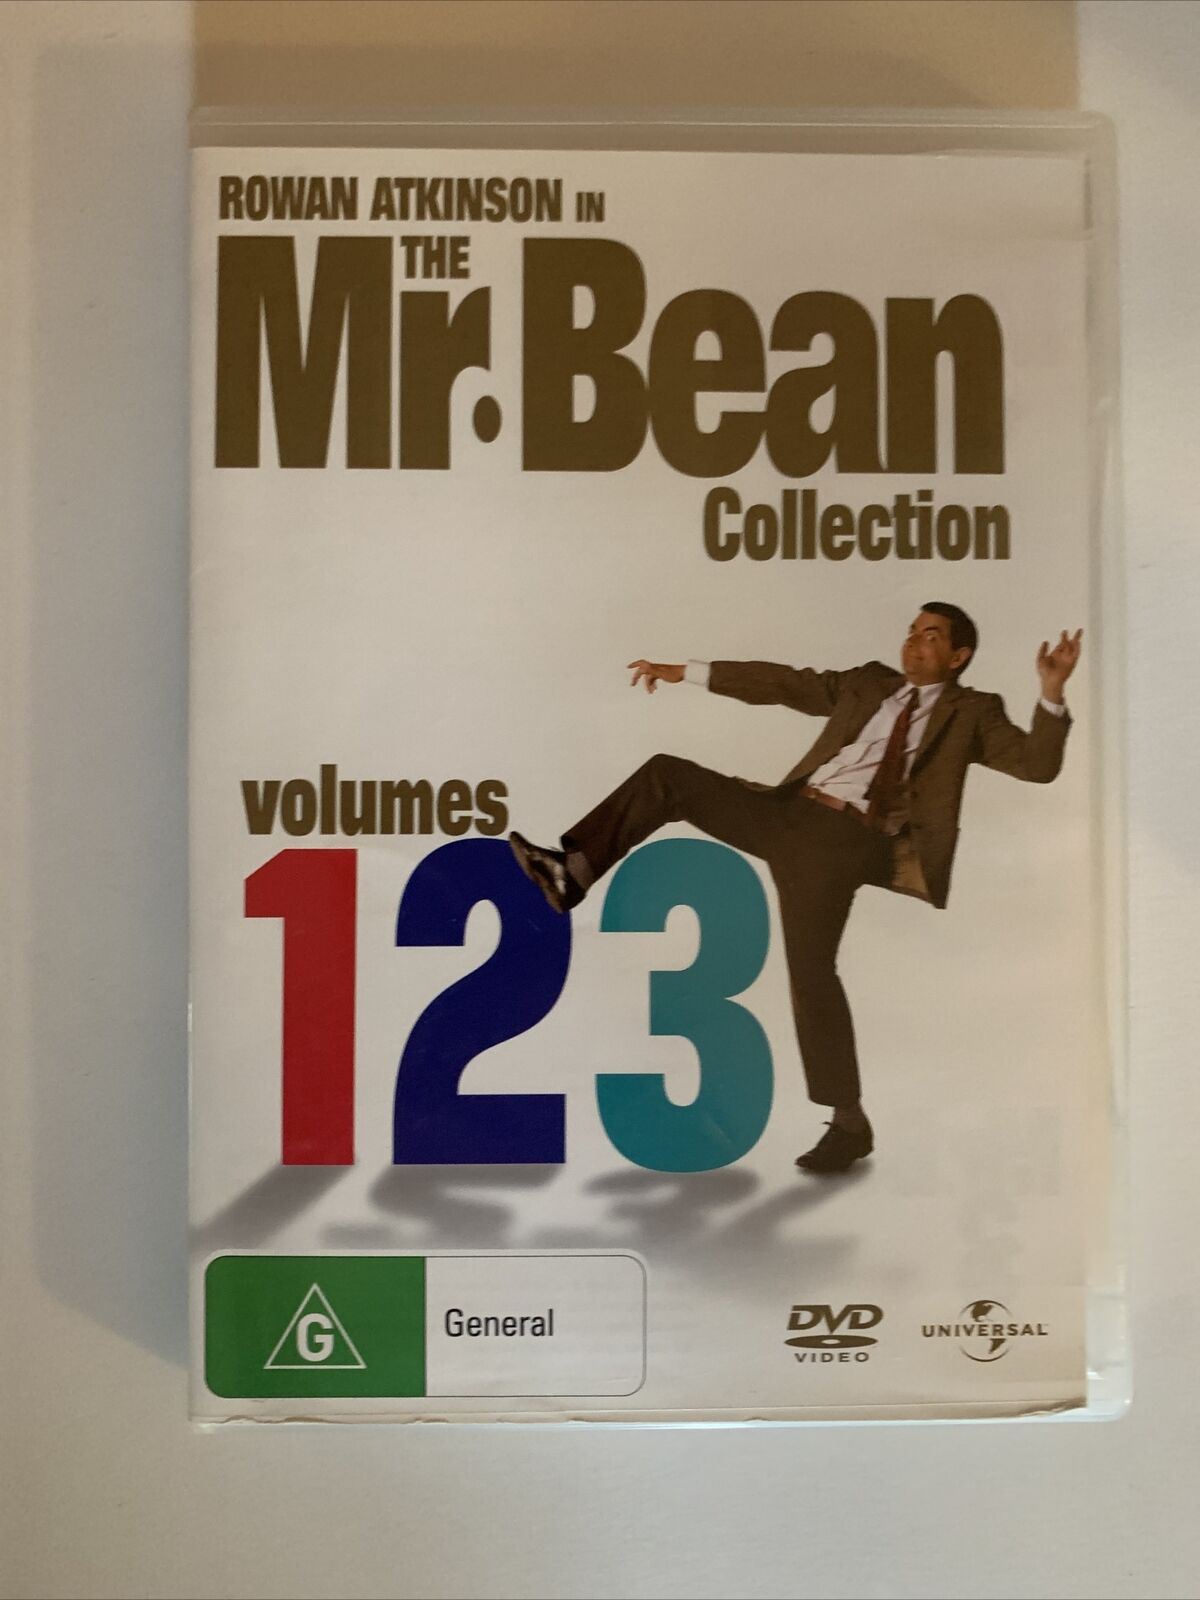 ROWAN ATKINSON IN
THE
Mr. Bean
Collection
volumes
123
G General
DVD
VIDEO
UNIVERSAL